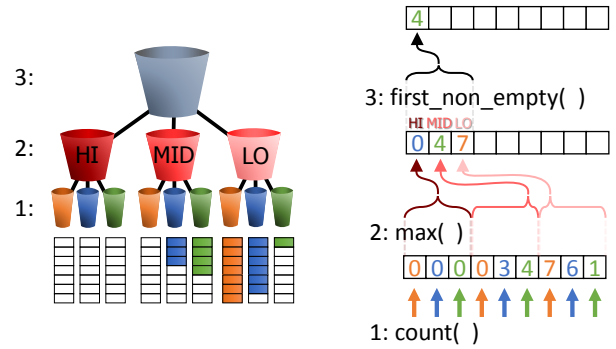 3:
2:
HI MID LO
1:
4
3: first_non_empty( )
HI MID LO
0 4 7
2: max( )
0 0 0 0 3 4 7 6 1
1: count( )